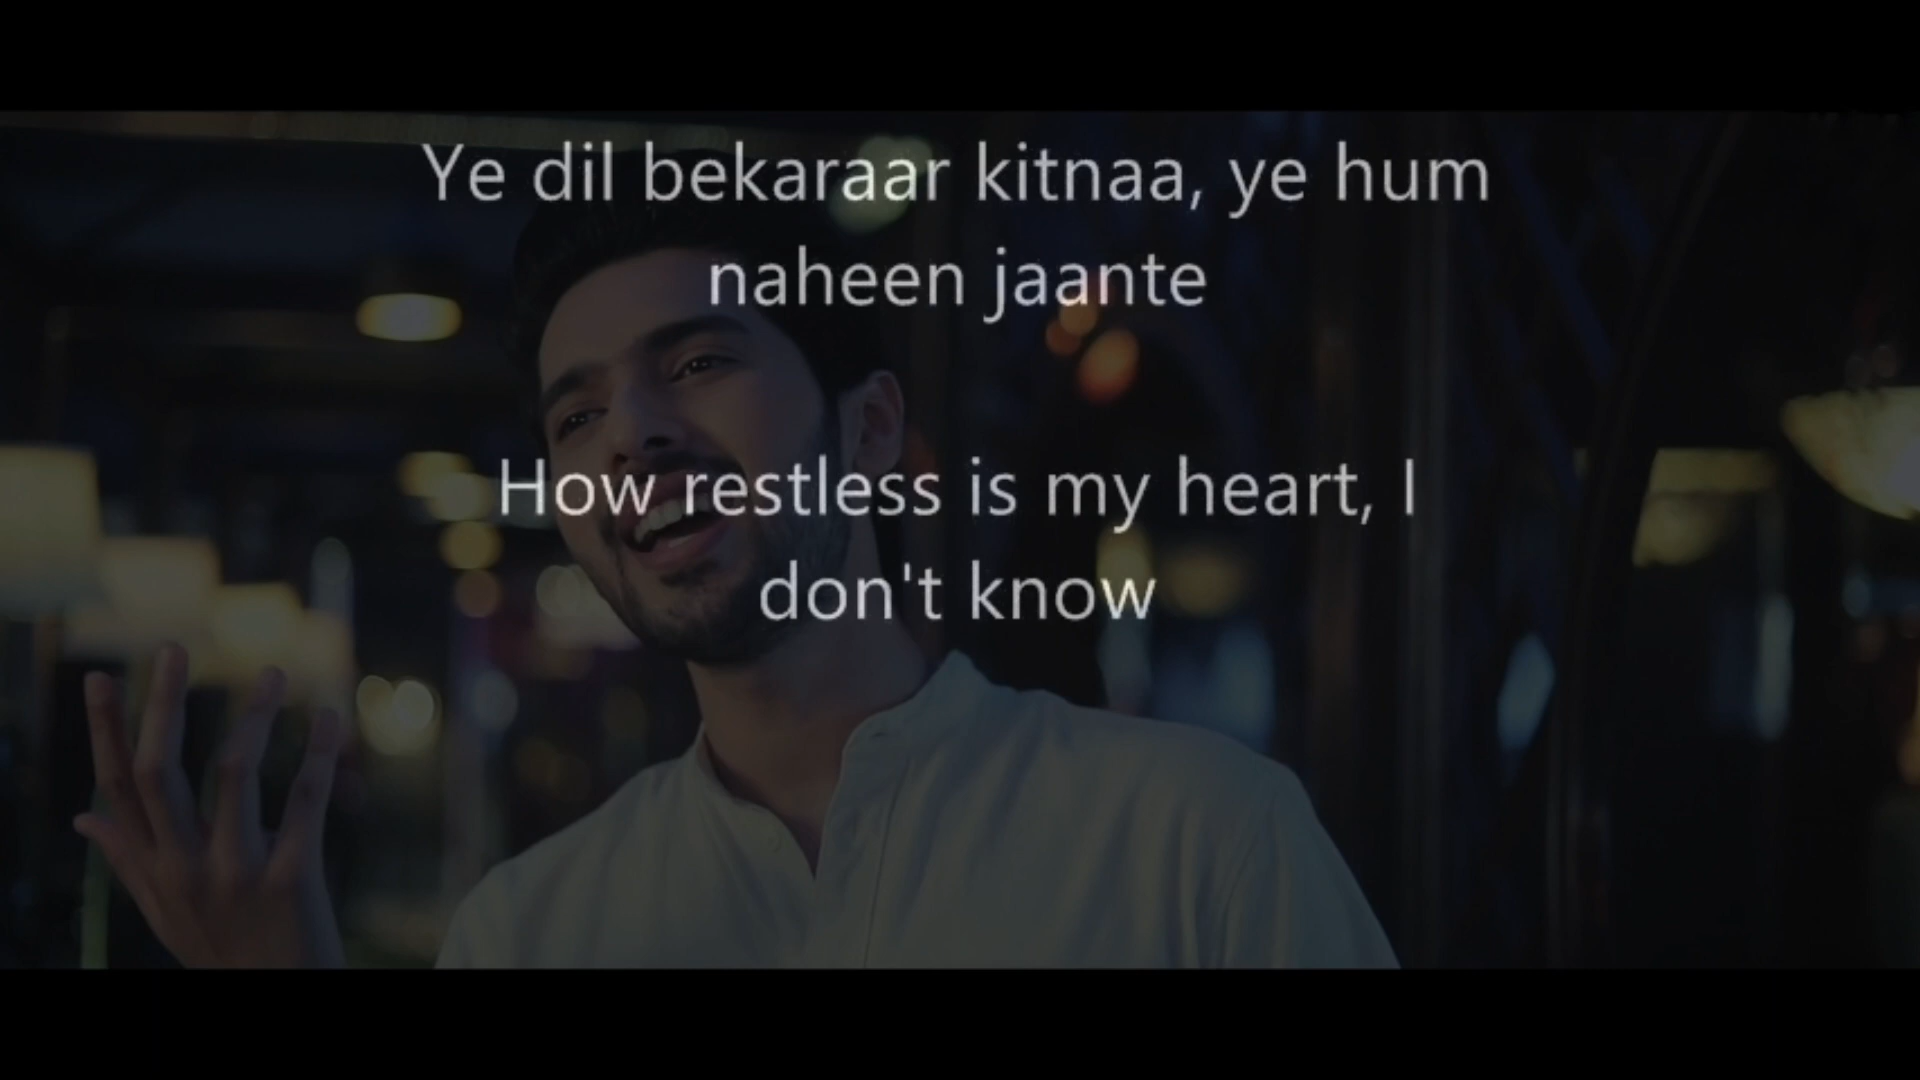 Ye dil bekaraar kitnaa, ye hum
naheen jaante
How restless is my heart, I
don't know